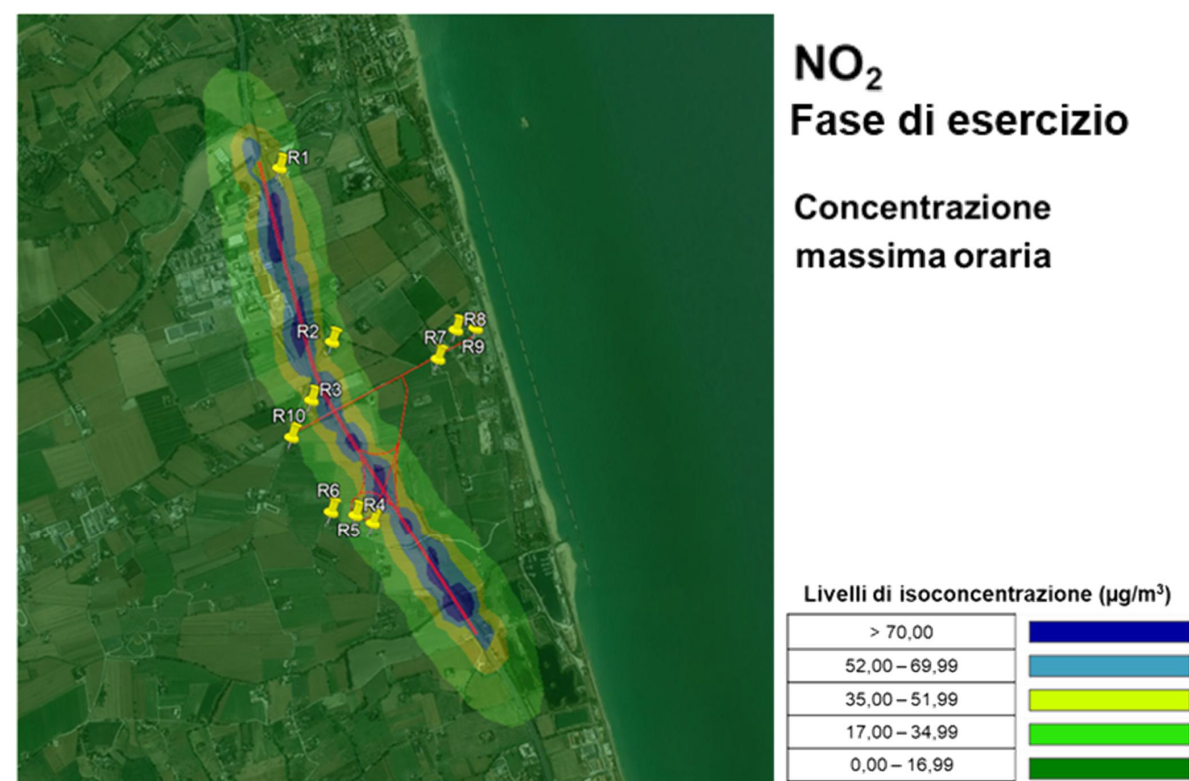 NO2
Fase di esercizio
Concentrazione
massima oraria
R1
R2
R8
R7
R9
R3
R10
R6
R4
R5
Livelli di isoconcentrazione (µg/m³)
> 70,00
52,00 – 69,99
35,00 – 51,99
17,00 – 34,99
0,00 – 16,99